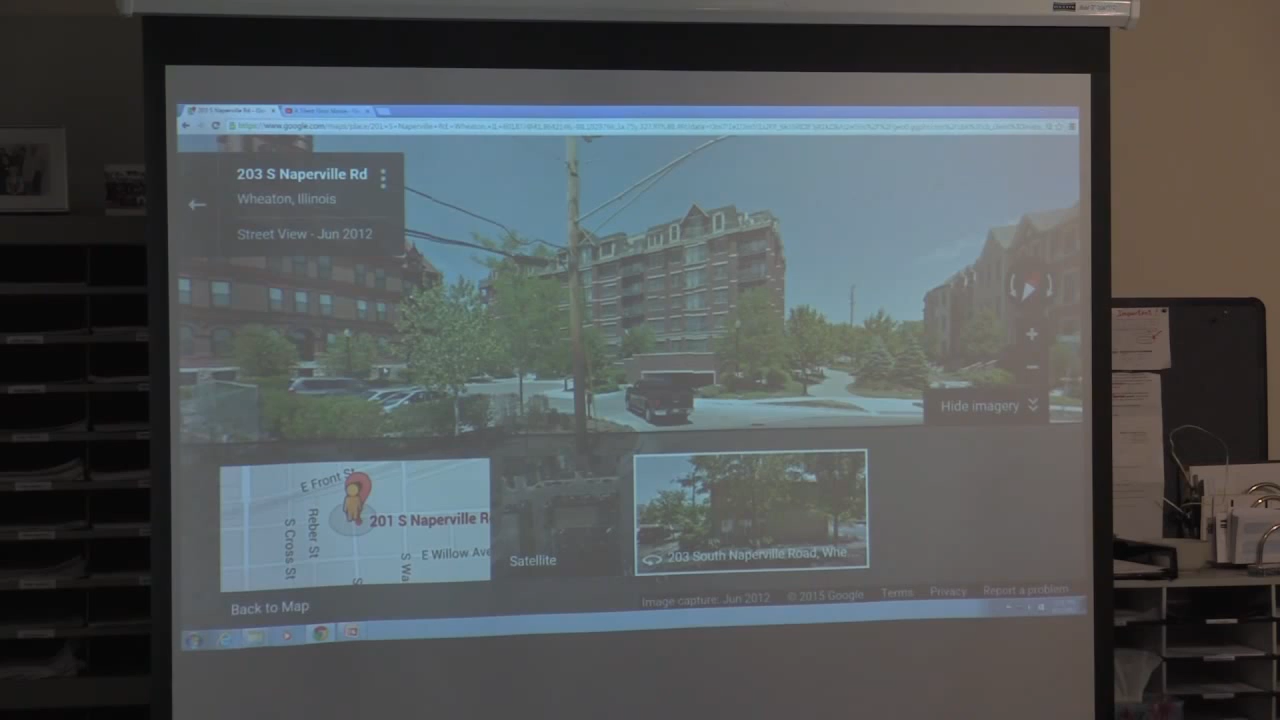 203 S Naperville Rd
Wheaton, Illinois
Street View - Jun 2012
Hide imagery
E Front St
Reber St
S Cross St
201 S Naperville R
E Willow Ave
S Wa
Satellite
203 South Naperville Road, Whe...
Back to Map
Image capture: Jun 2012 © 2015 Google Terms Privacy Report a problem
Important